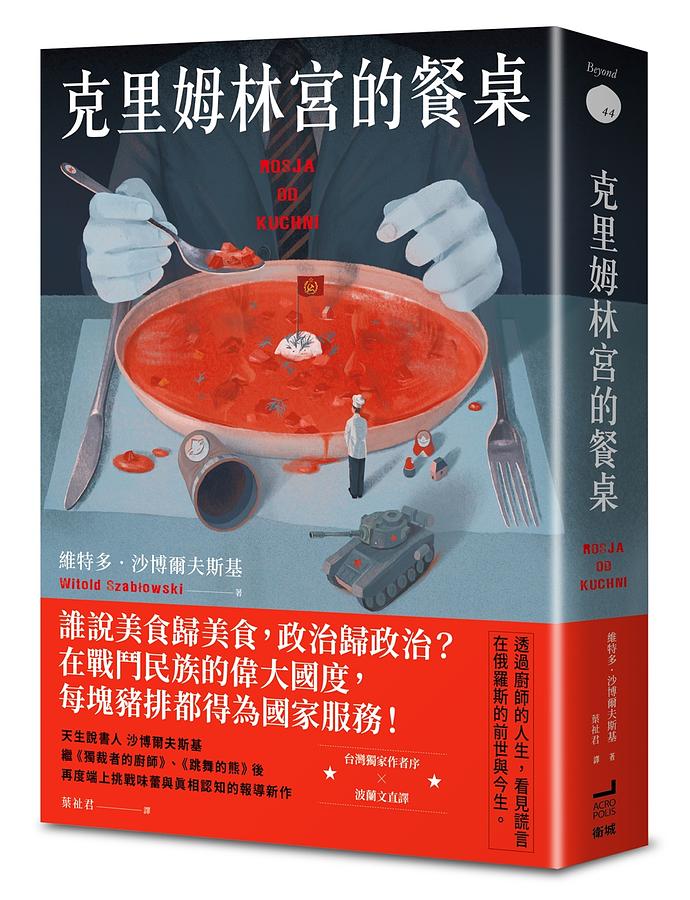 克里姆林宮的餐桌
ROSJA
OD
KUCHNI
維特多·沙博爾夫斯基
Witold Szabłowski
著
誰說美食歸美食，政治歸政治？
在戰鬥民族的偉大國度，
每塊豬排都得為國家服務！
天生說書人 沙博爾夫斯基
繼《獨裁者的廚師》、《跳舞的熊》後
再度端上挑戰味蕾與真相認知的報導新作
葉祉君
譯
台灣獨家作者序
×
波蘭文直譯
透過廚師的人生，看見謊言
在俄羅斯的前世與今生。
Beyond
44
克里姆林宮的餐桌
ROSJA
OD
KUCHNI
維特多·沙博爾夫斯基 著
葉祉君 譯
ACRO
POLIS
衛城